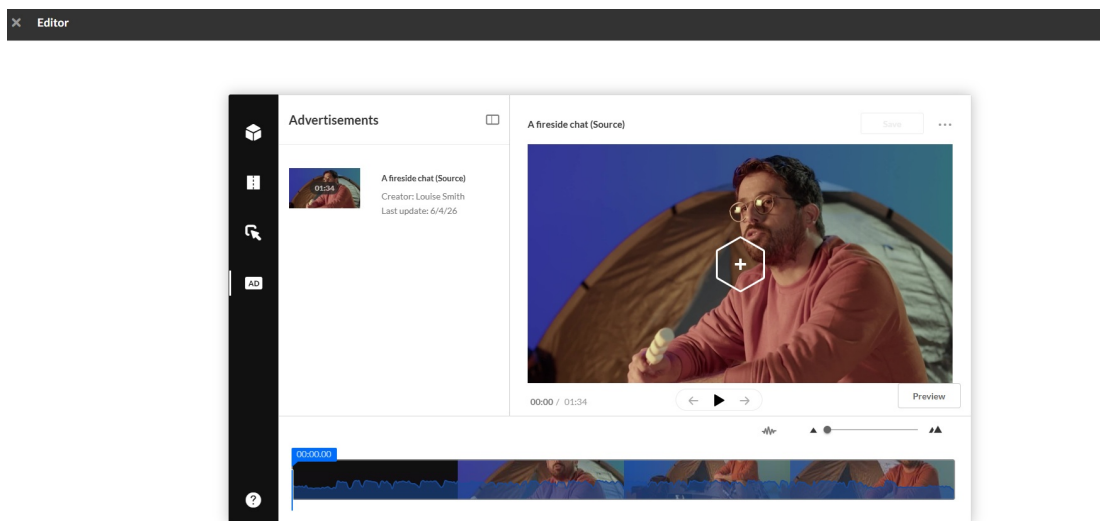 Editor
Advertisements
A fireside chat (Source)
Save
01:34
A fireside chat (Source)
Creator: Louise Smith
Last update: 6/4/26
AD
00:00 / 01:34
Preview
00:00.00
?